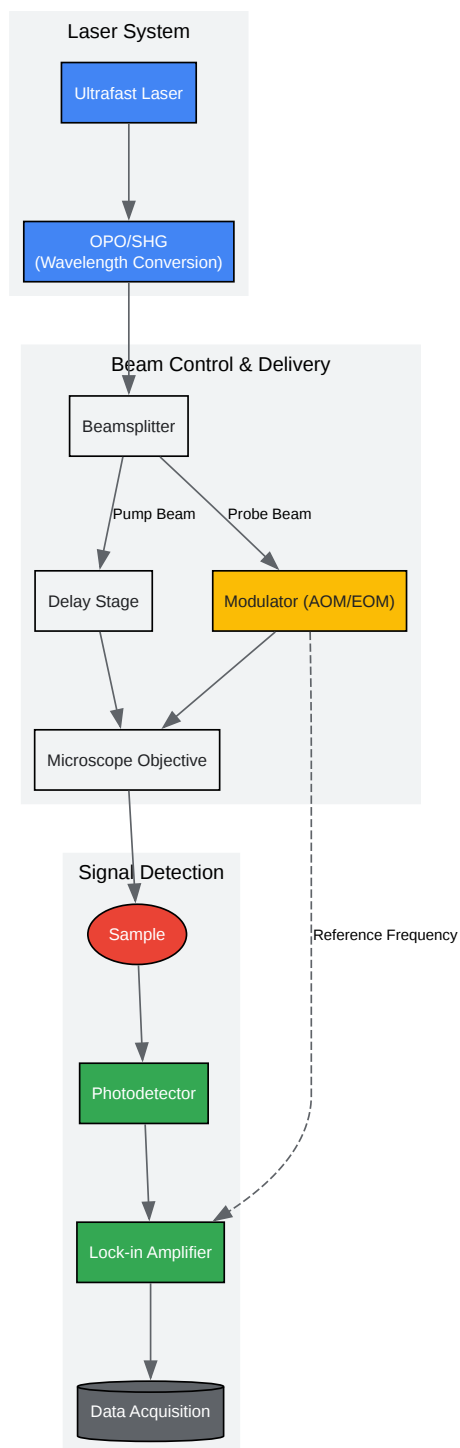 Laser System
Ultrafast Laser
OPO/SHG
(Wavelength Conversion)
Beam Control & Delivery
Beamsplitter
Pump Beam
Probe Beam
Delay Stage
Modulator (AOM/EOM)
Microscope Objective
Signal Detection
Sample
Reference Frequency
Photodetector
Lock-in Amplifier
Data Acquisition